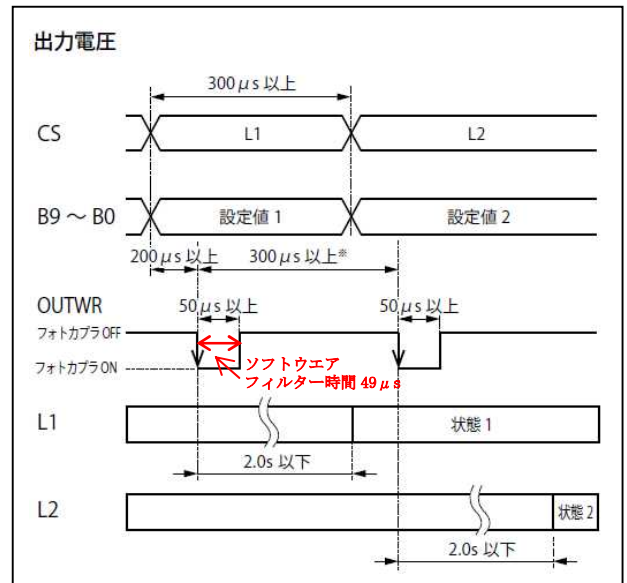 出力電圧
300μs 以上
CS
L1
L2
B9 ～ B0
設定値 1
設定値 2
200μs 以上
300μs 以上※
OUTWR
50μs 以上
50μs 以上
フォトカプラ OFF
フォトカプラ ON
ソフトウエア
フィルター時間 49μs
L1
状態 1
2.0s 以下
L2
状態 2
2.0s 以下